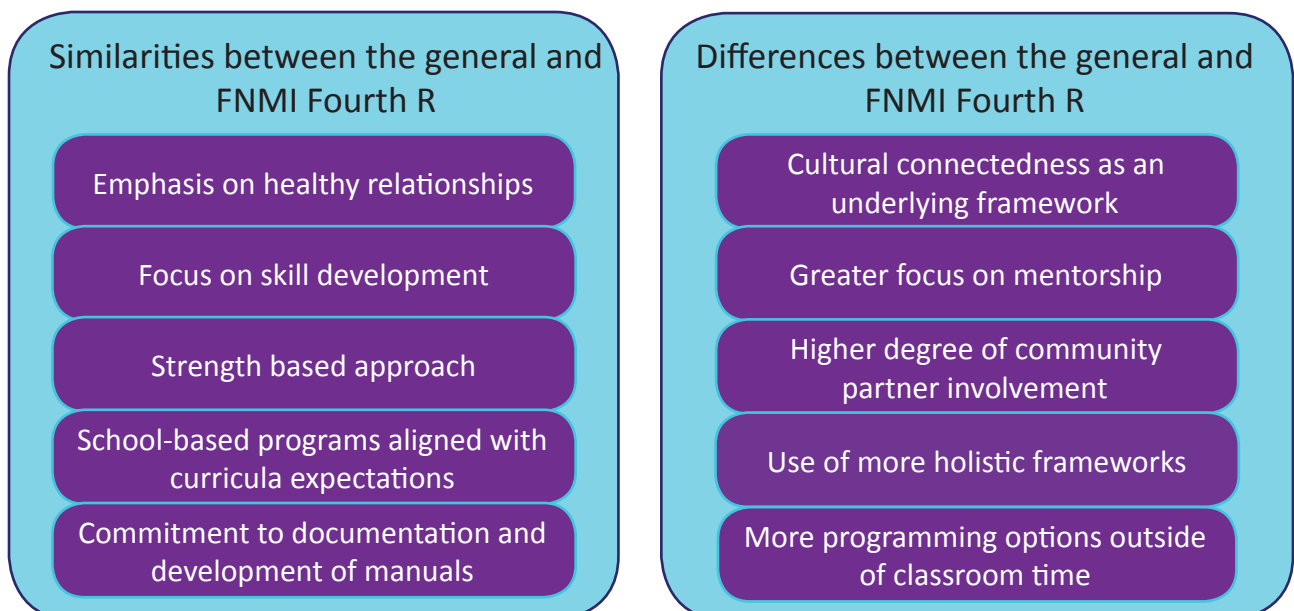 Similarities between the general and
FNMI Fourth R
Emphasis on healthy relationships
Focus on skill development
Strength based approach
School-based programs aligned with
curricula expectations
Commitment to documentation and
development of manuals
Differences between the general and
FNMI Fourth R
Cultural connectedness as an
underlying framework
Greater focus on mentorship
Higher degree of community
partner involvement
Use of more holistic frameworks
More programming options outside
of classroom time